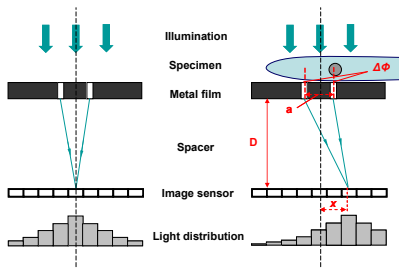 Illumination
Specimen
ΔΦ
Metal film
a
D
Spacer
Image sensor
x
Light distribution